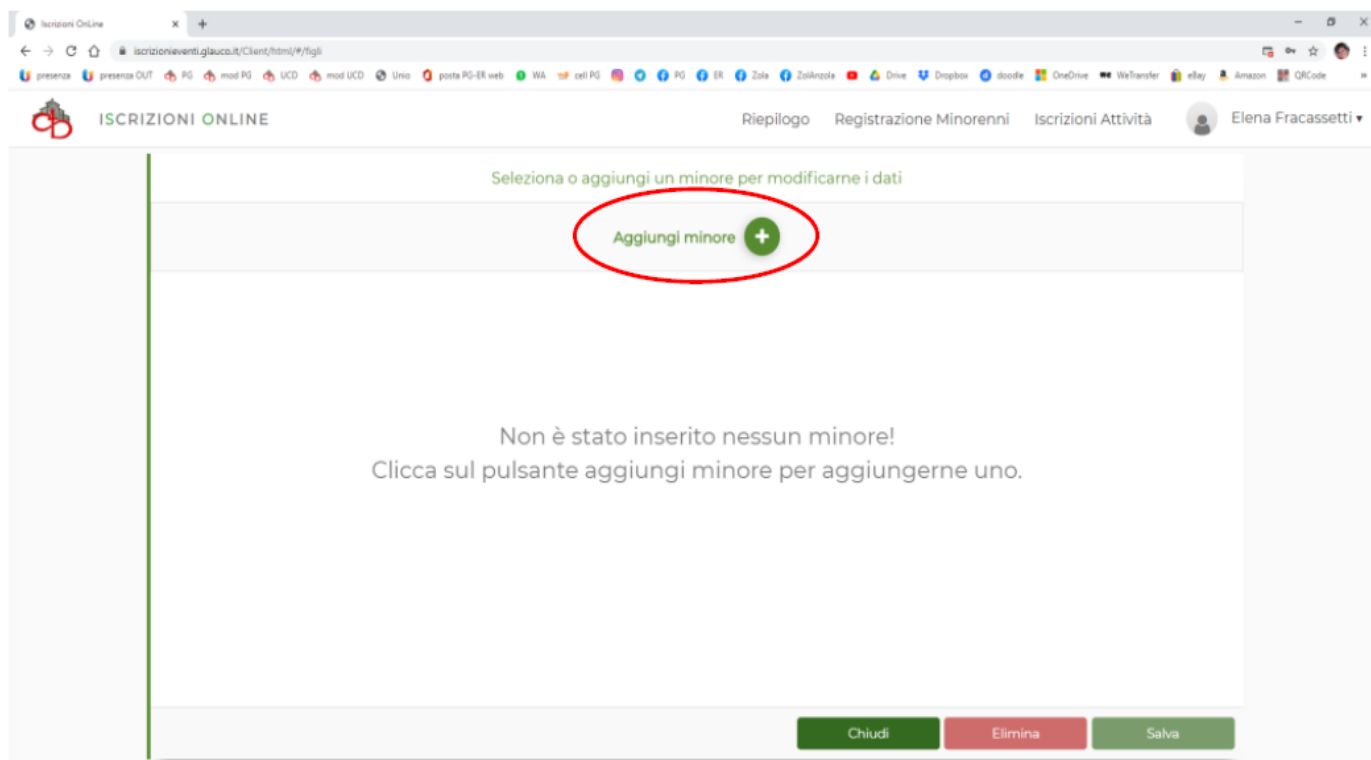 Iscrizioni OnLine
iscrizionieventi.glauco.it/Client/html/#/figli
presenza presenza OUT PG mod PG UCD mod UCD Unio posta PG-ER web WA cell PG PG ER Zola ZolAnzola Drive Dropbox doodle OneDrive WeTransfer eBay Amazon QRCode »
ISCRIZIONI ONLINE Riepilogo Registrazione Minorenni Iscrizioni Attività Elena Fracassetti
Seleziona o aggiungi un minore per modificarne i dati
Aggiungi minore +
Non è stato inserito nessun minore!
Clicca sul pulsante aggiungi minore per aggiungerne uno.
Chiudi Elimina Salva